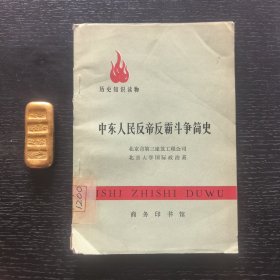 历史知识读物
中东人民反帝反霸斗争简史
北京市第三建筑工程公司
北京大学国际政治系
ISHI ZHISHI DUWU
1200
商务印书馆